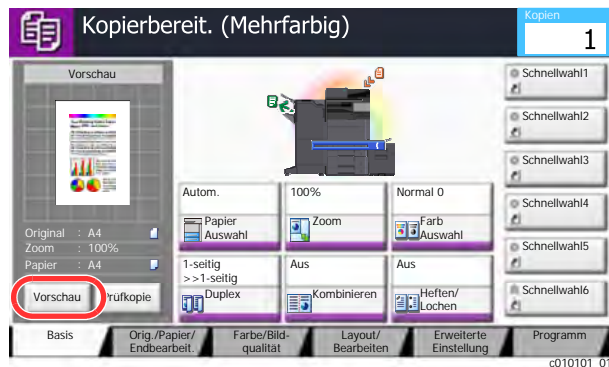 Kopierbereit. (Mehrfarbig)
Kopien
1
Vorschau
Original : A4
Zoom : 100%
Papier : A4
Vorschau
Prüfkopie
Autom.
Papier
Auswahl
100%
Zoom
Normal 0
Farb
Auswahl
1-seitig
>>1-seitig
Duplex
Aus
Kombinieren
Aus
Heften/
Lochen
Schnellwahl1
Schnellwahl2
Schnellwahl3
Schnellwahl4
Schnellwahl5
Schnellwahl6
Basis
Orig./Papier/
Endbearbeit.
Farbe/Bild-
qualität
Layout/
Bearbeiten
Erweiterte
Einstellung
Programm
c010101_01